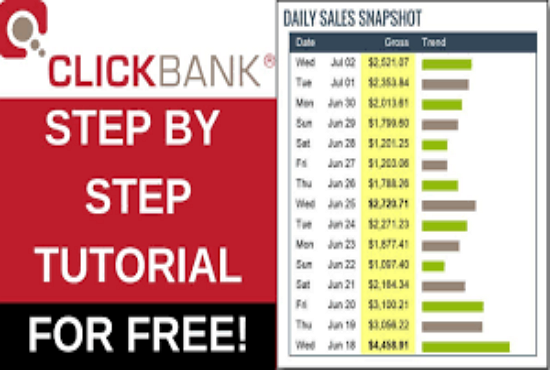 CLICKBANK®
STEP BY
STEP
TUTORIAL
FOR FREE!
DAILY SALES SNAPSHOT
Date Gross Trend
Wed Jul 02 $2,521.07
Tue Jul 01 $2,353.84
Mon Jun 30 $2,013.61
Sun Jun 29 $1,799.60
Sat Jun 28 $1,201.25
Fri Jun 27 $1,203.06
Thu Jun 26 $1,788.26
Wed Jun 25 $2,720.71
Tue Jun 24 $2,271.23
Mon Jun 23 $1,877.41
Sun Jun 22 $1,097.40
Sat Jun 21 $2,164.34
Fri Jun 20 $3,100.21
Thu Jun 19 $3,056.22
Wed Jun 18 $4,458.91